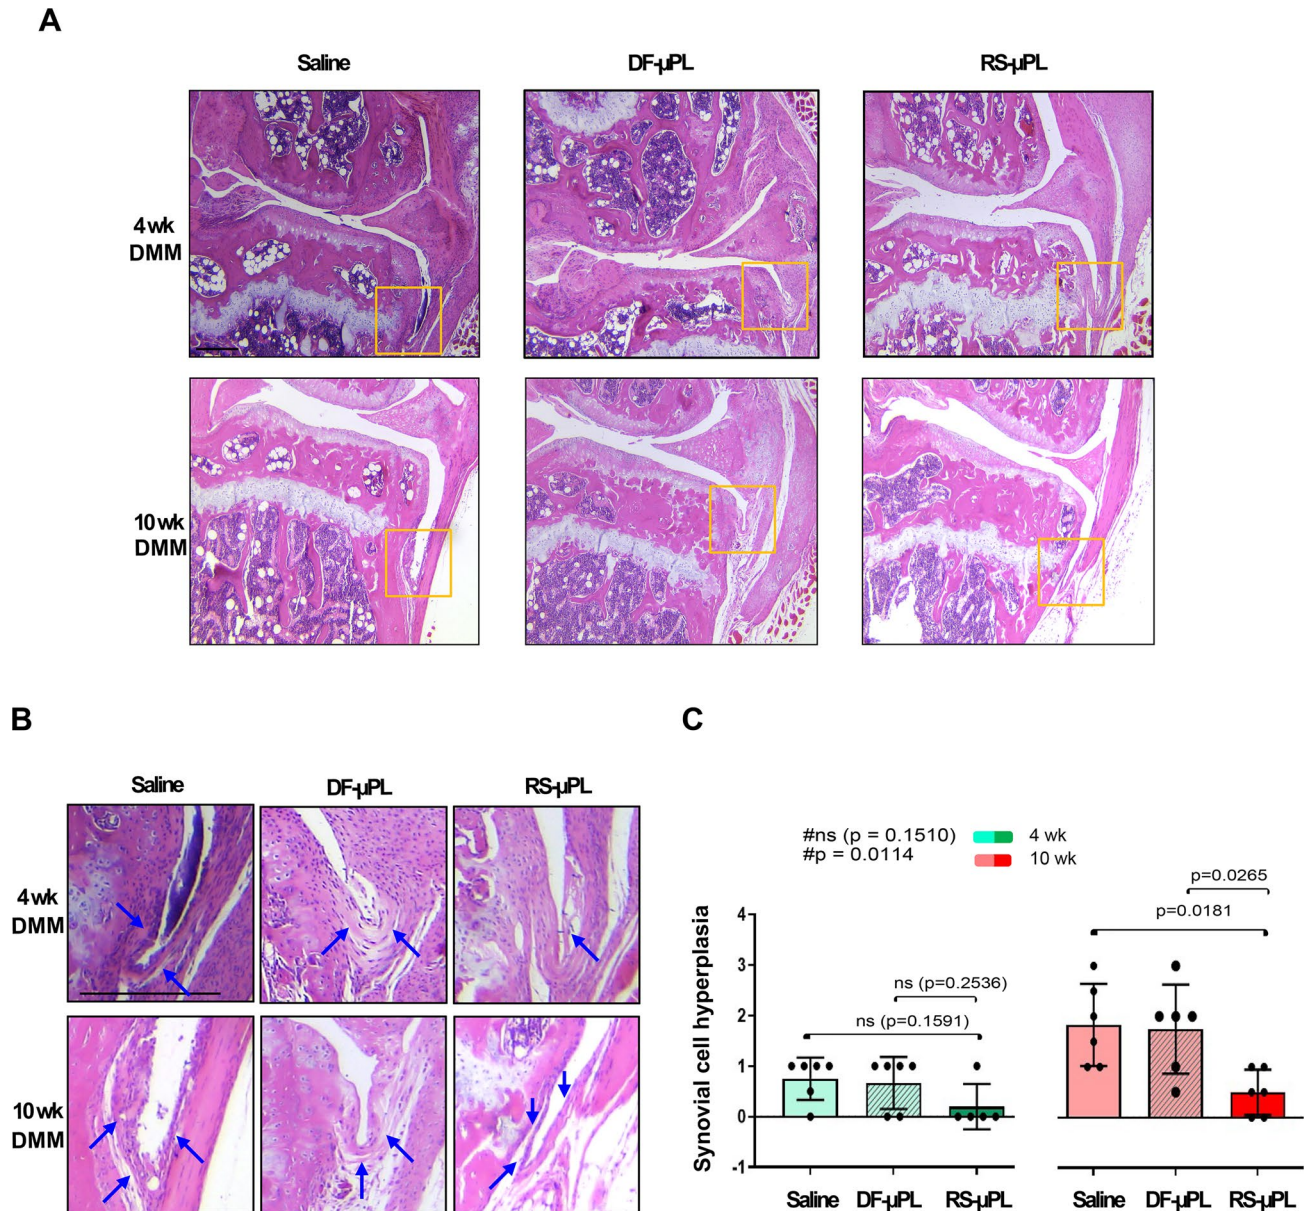 A
Saline DF-µPL RS-µPL
4 wk
DMM
10 wk
DMM
B
Saline DF-µPL RS-µPL
4 wk
DMM
10 wk
DMM
C
#ns (p = 0.1510)
#p = 0.0114
4 wk
10 wk
p=0.0265
p=0.0181
ns (p=0.2536)
ns (p=0.1591)
Synovial cell hyperplasia
4
3
2
1
0
-1
Saline DF-µPL RS-µPL
Saline DF-µPL RS-µPL